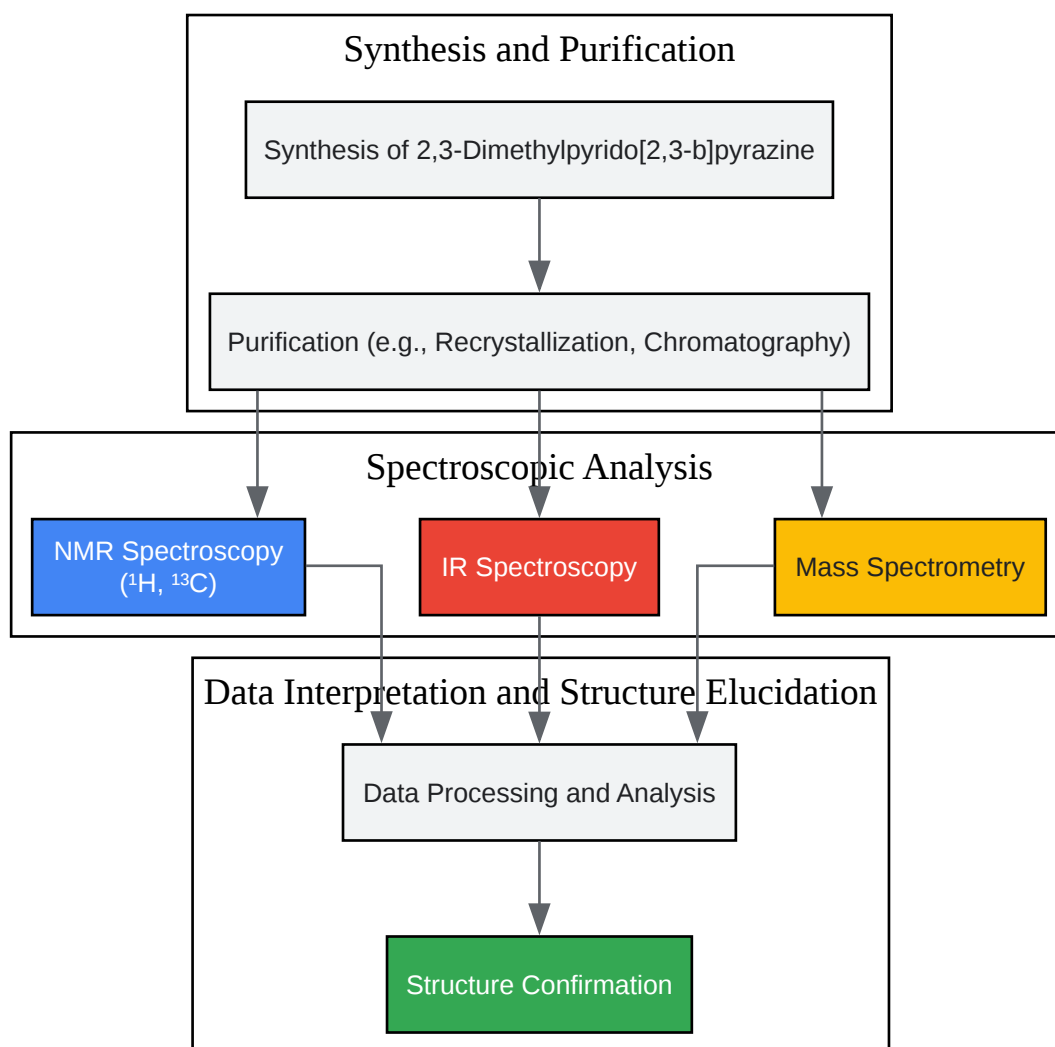 Synthesis and Purification
Synthesis of 2,3-Dimethylpyrido[2,3-b]pyrazine
Purification (e.g., Recrystallization, Chromatography)
Spectroscopic Analysis
NMR Spectroscopy
(¹H, ¹³C)
IR Spectroscopy
Mass Spectrometry
Data Interpretation and Structure Elucidation
Data Processing and Analysis
Structure Confirmation